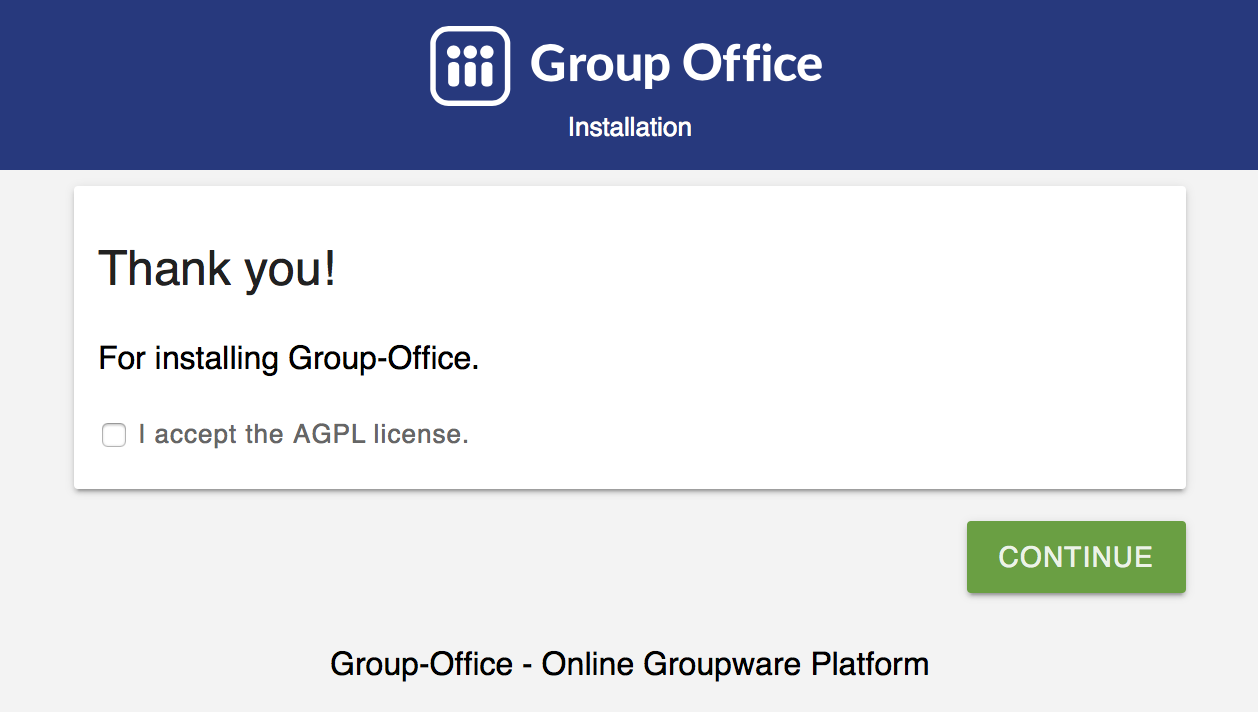 Group Office
Installation
Thank you!
For installing Group-Office.
I accept the AGPL license.
CONTINUE
Group-Office - Online Groupware Platform